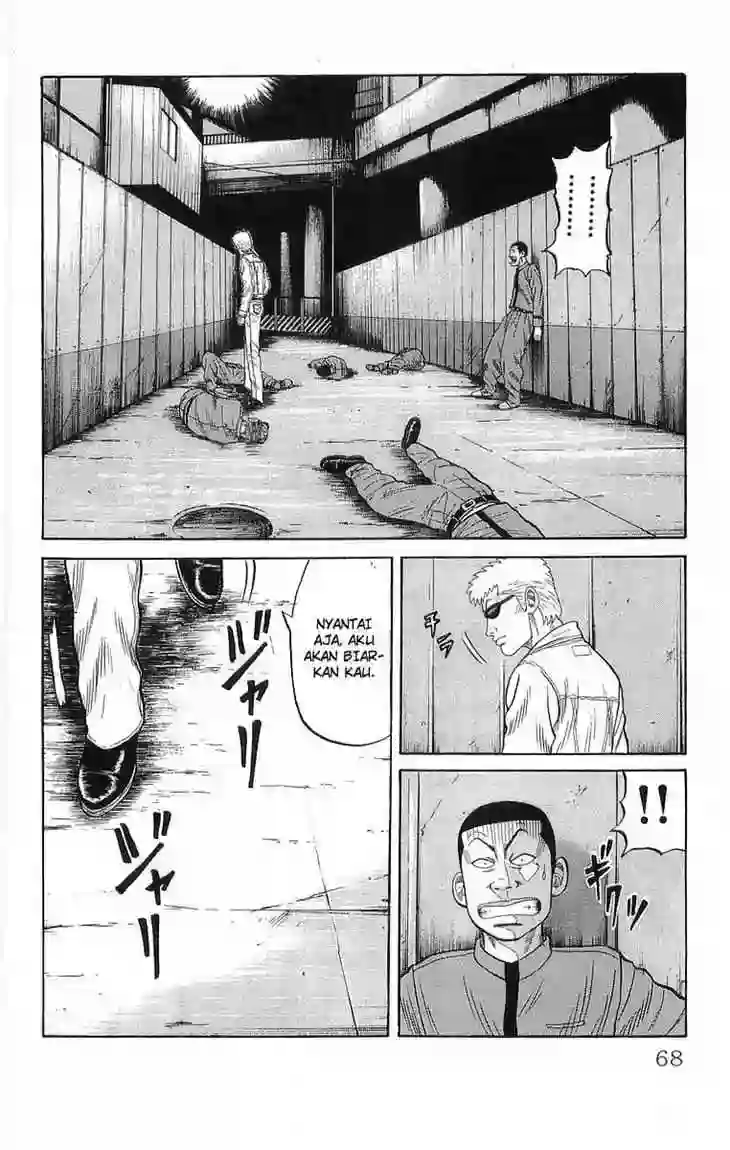 ………
チラ
!!
ギクッ
NYANTAI
AJA, AKU
AKAN BIAR-
KAN KAU.
ジャリ
ジャリ
68